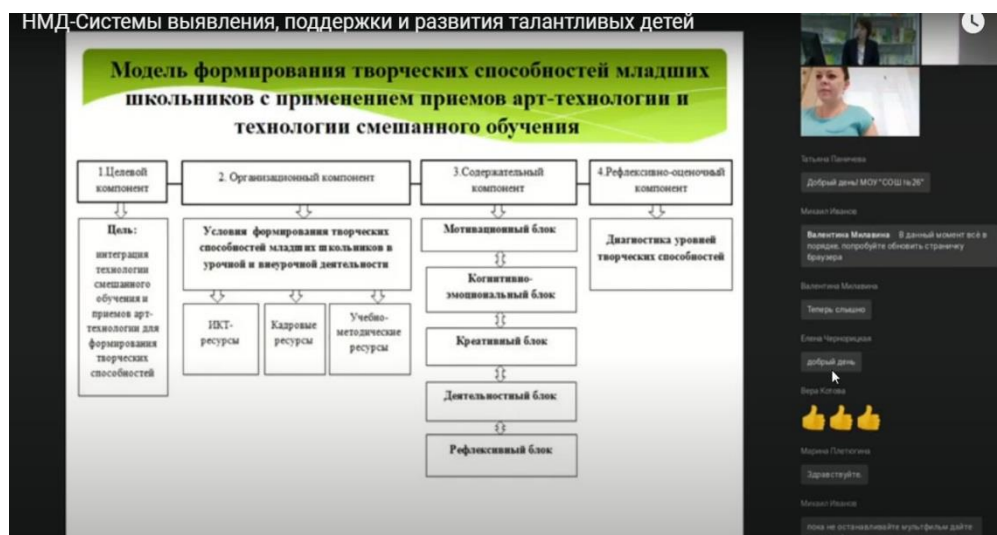 НМД-Системы выявления, поддержки и развития талантливых детей
Модель формирования творческих способностей младших
школьников с применением приемов арт-технологии и
технологии смешанного обучения
1.Целевой
компонент
2. Организационный компонент
3.Содержательный
компонент
4.Рефлексивно-оценочный
компонент
Цель:
интеграция
технологии
смешанного
обучения и
приемов арт-
технологии для
формирования
творческих
способностей
Условия формирования творческих
способностей младших школьников в
урочной и внеурочной деятельности
ИКТ-
ресурсы
Кадровые
ресурсы
Учебно-
методические
ресурсы
Мотивационный блок
Когнитивно-
эмоциональный блок
Креативный блок
Деятельностный блок
Рефлексивный блок
Диагностика уровней
творческих способностей
Татьяна Паничева
Добрый день! МОУ "СОШ №26"
Михаил Иванов
Валентина Милавина В данный момент всё в
порядке, попробуйте обновить страничку
браузера
Валентина Милавина
Теперь слышно
Елена Чернорицкая
добрый день
Вера Котова
👍👍👍
Марина Плетюгина
Здравствуйте.
Михаил Иванов
пока не останавливайте мультфильм дайте